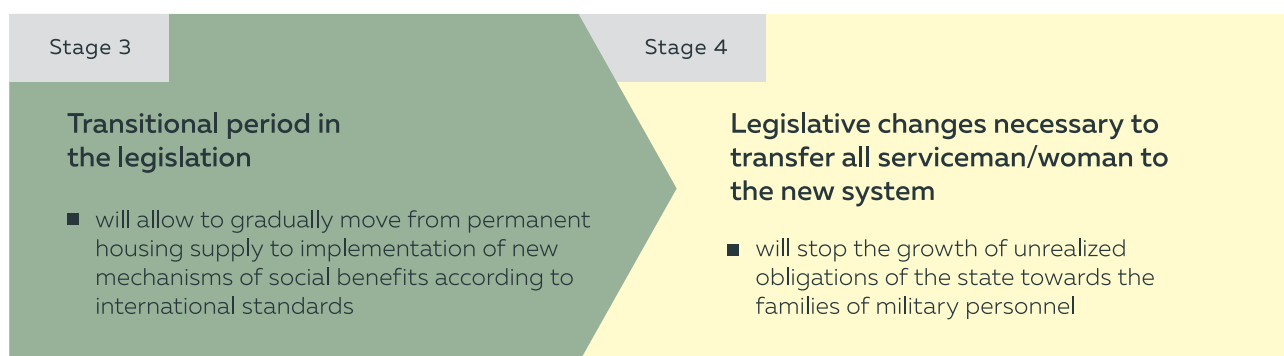 Stage 3
Transitional period in
the legislation
will allow to gradually move from permanent
housing supply to implementation of new
mechanisms of social benefits according to
international standards
Stage 4
Legislative changes necessary to
transfer all serviceman/woman to
the new system
will stop the growth of unrealized
obligations of the state towards the
families of military personnel